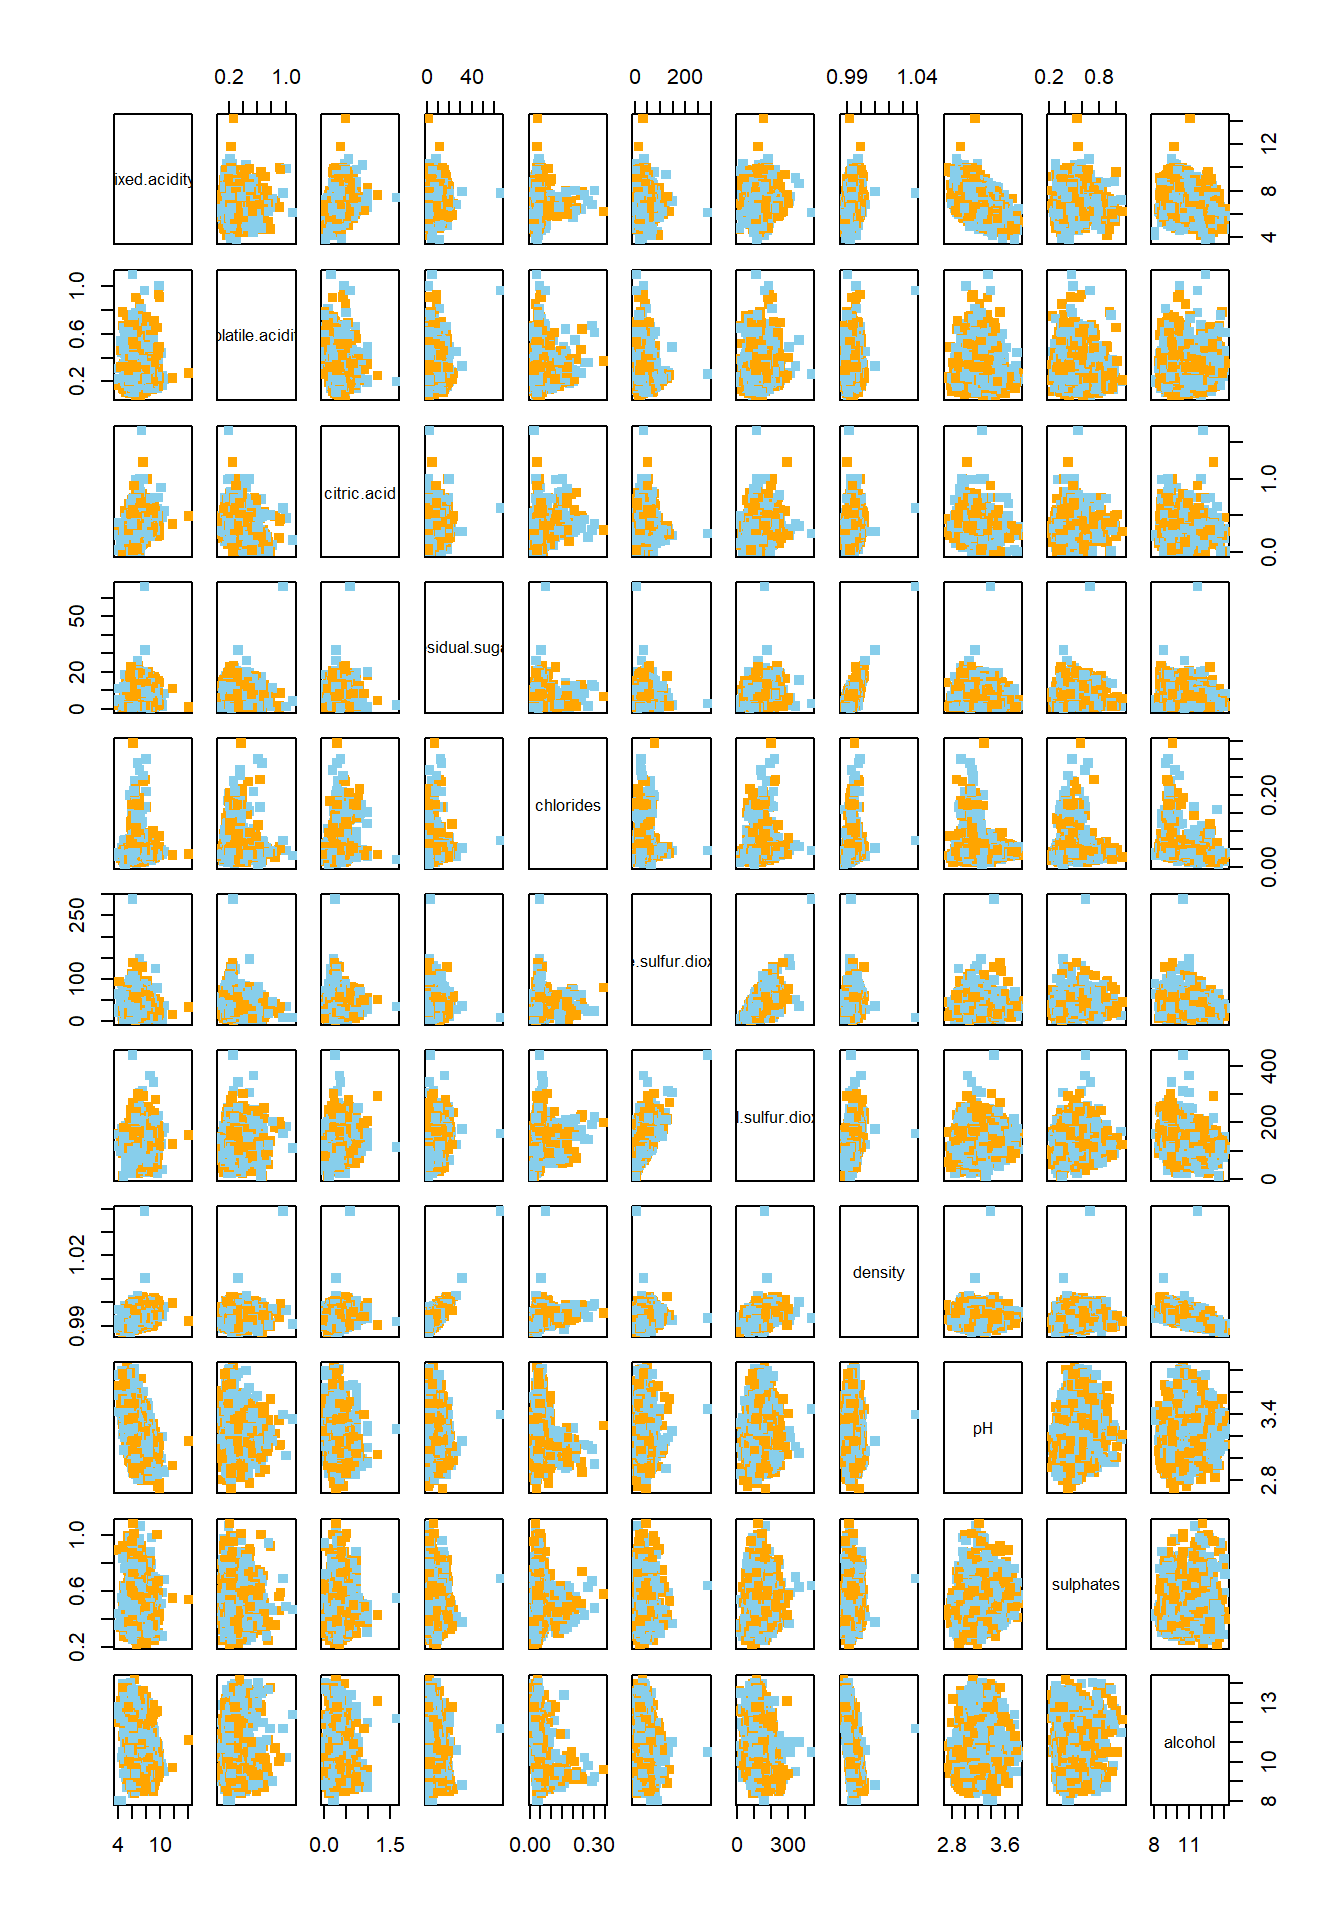 0.2 1.0 0 40 0 200 0.99 1.04 0.2 0.8
ixed.acidity
4 8 12
0.2 0.6 1.0
olatile.acidit
citric.acid
0.0 1.0
0 20 50
sidual.suga
chlorides
0.00 0.20
0 100 250
e.sulfur.diox
l.sulfur.diox
0 200 400
0.99 1.02
density
pH
2.8 3.4
0.2 0.6 1.0
sulphates
alcohol
8 10 13
4 10 0.0 1.5 0.00 0.30 0 300 2.8 3.6 8 11